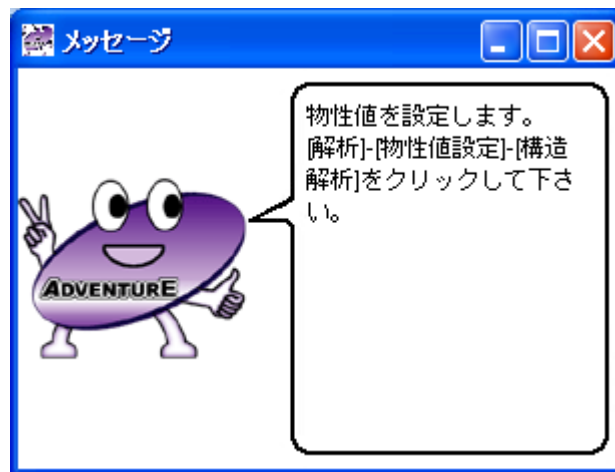 メッセージ
物性値を設定します。
[解析]-[物性値設定]-[構造
解析]をクリックして下さ
い。
ADVENTURE